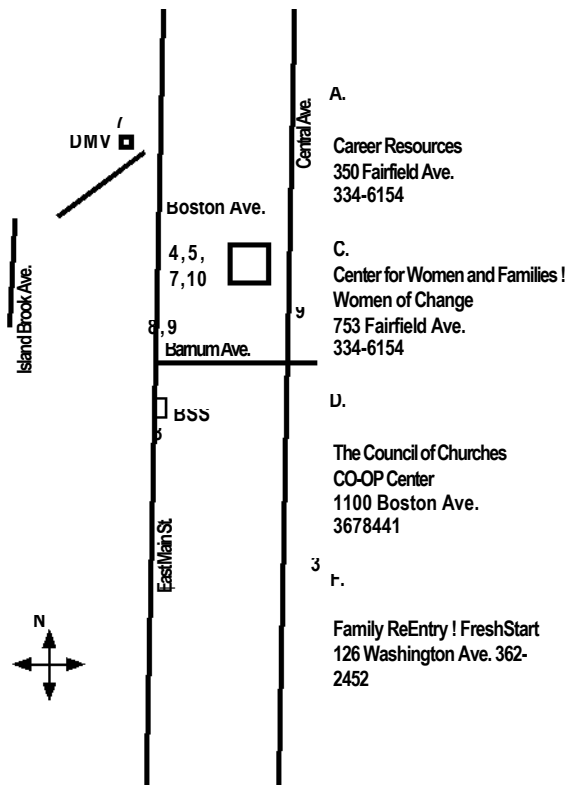 7
DMV
Boston Ave.
4,5,
7,10
8,9
9
Barnum Ave.
BSS
3
Central Ave.
Island Brook Ave.
East Main St.
N
A.
Career Resources
350 Fairfield Ave.
334-6154
C.
Center for Women and Families !
Women of Change
753 Fairfield Ave.
334-6154
D.
The Council of Churches
CO-OP Center
1100 Boston Ave.
3678441
F.
Family ReEntry ! FreshStart
126 Washington Ave. 362-
2452